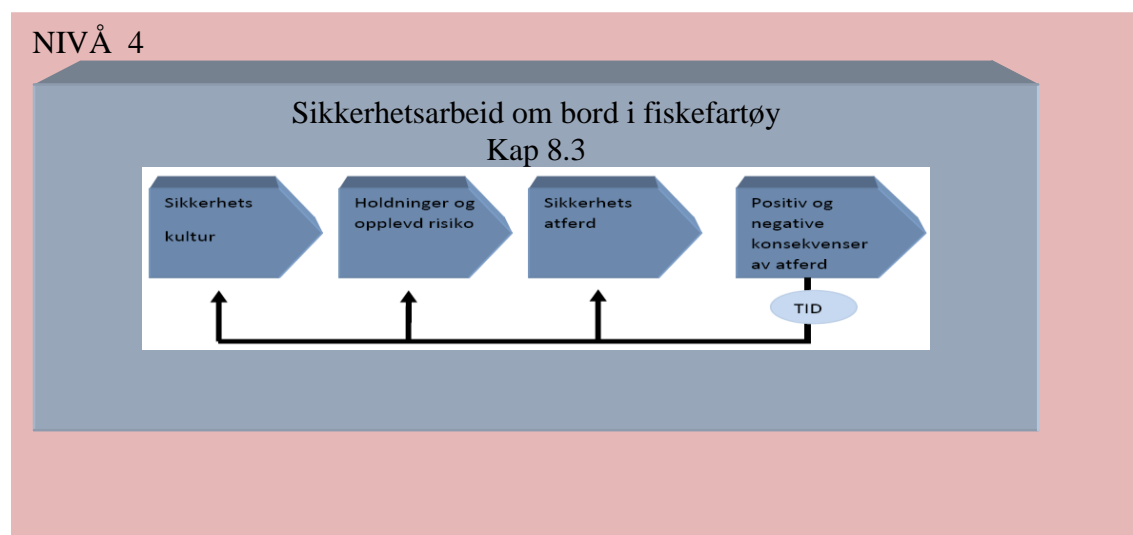 NIVÅ 4
Sikkerhetsarbeid om bord i fiskefartøy
Kap 8.3
Sikkerhets
kultur
Holdninger og
opplevd risiko
Sikkerhets
atferd
Positiv og
negative
konsekvenser
av atferd
TID